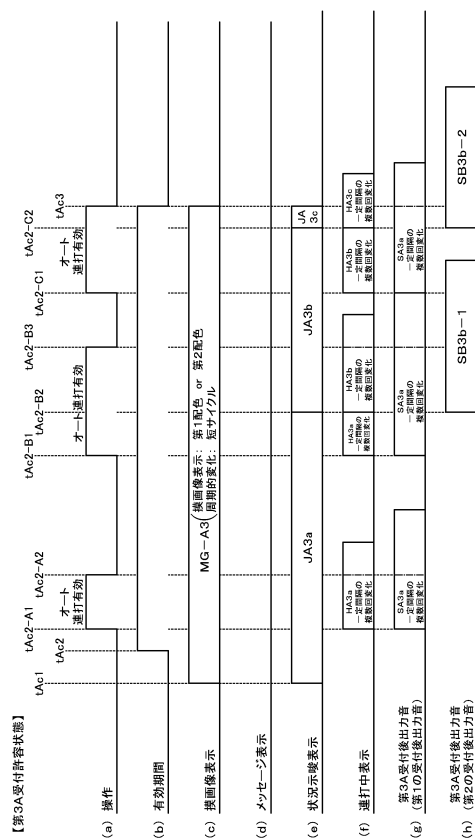 【第3A受付許容状態】
tAc1
tAc2
tAc2-A1
tAc2-A2
tAc2-B1
tAc2-B2
tAc2-B3
tAc2-C1
tAc2-C2
tAc3
(a) 操作
オート
連打有効
オート連打有効
オート
連打有効
(b) 有効期間
(c) 操画像表示
MG-A3(操画像表示: 第1配色 or 第2配色
周期的変化: 短サイクル
(d) メッセージ表示
(e) 状況示唆表示
JA3a
JA3b
JA
3c
(f) 連打中表示
HA3a
一定間隔の
複数回変化
HA3a
一定間隔の
複数回変化
HA3b
一定間隔の
複数回変化
HA3b
一定間隔の
複数回変化
HA3c
一定間隔の
複数回変化
(g) 第3A受付後出力音
(第1の受付後出力音)
SA3a
一定間隔の
複数回変化
SA3a
一定間隔の
複数回変化
SA3a
一定間隔の
複数回変化
(h) 第3A受付後出力音
(第2の受付後出力音)
SB3b-1
SB3b-2